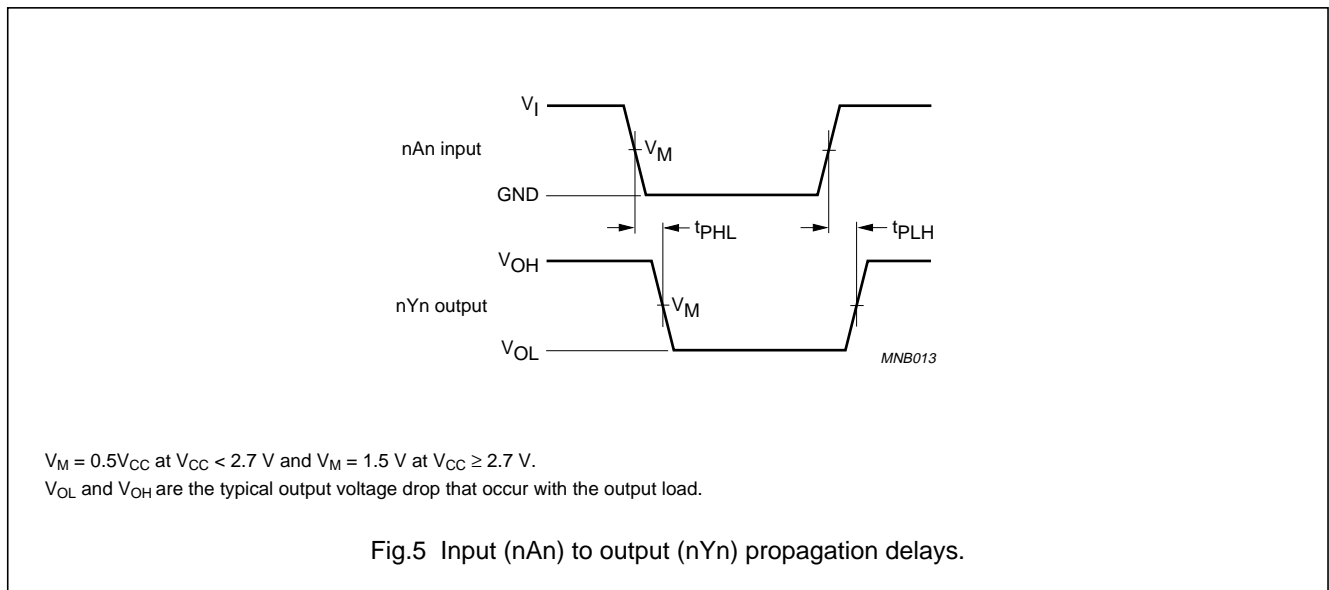 VI
nAn input
VM
GND
tPHL
tPLH
VOH
nYn output
VM
VOL
MNB013
VM = 0.5VCC at VCC < 2.7 V and VM = 1.5 V at VCC ≥ 2.7 V.
VOL and VOH are the typical output voltage drop that occur with the output load.
Fig.5 Input (nAn) to output (nYn) propagation delays.